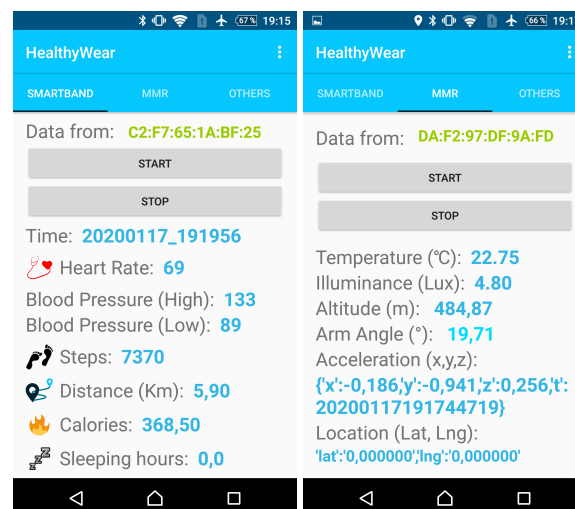 67% 19:15
HealthyWear
SMARTBAND MMR OTHERS
Data from: C2:F7:65:1A:BF:25
START
STOP
Time: 20200117_191956
Heart Rate: 69
Blood Pressure (High): 133
Blood Pressure (Low): 89
Steps: 7370
Distance (Km): 5,90
Calories: 368,50
Sleeping hours: 0,0
66% 19:1
HealthyWear
SMARTBAND MMR OTHERS
Data from: DA:F2:97:DF:9A:FD
START
STOP
Temperature (°C): 22.75
Illuminance (Lux): 4.80
Altitude (m): 484,87
Arm Angle (°): 19,71
Acceleration (x,y,z):
{'x':-0,186,'y':-0,941,'z':0,256,'t':
20200117191744719}
Location (Lat, Lng):
'lat':'0,000000','lng':'0,000000'